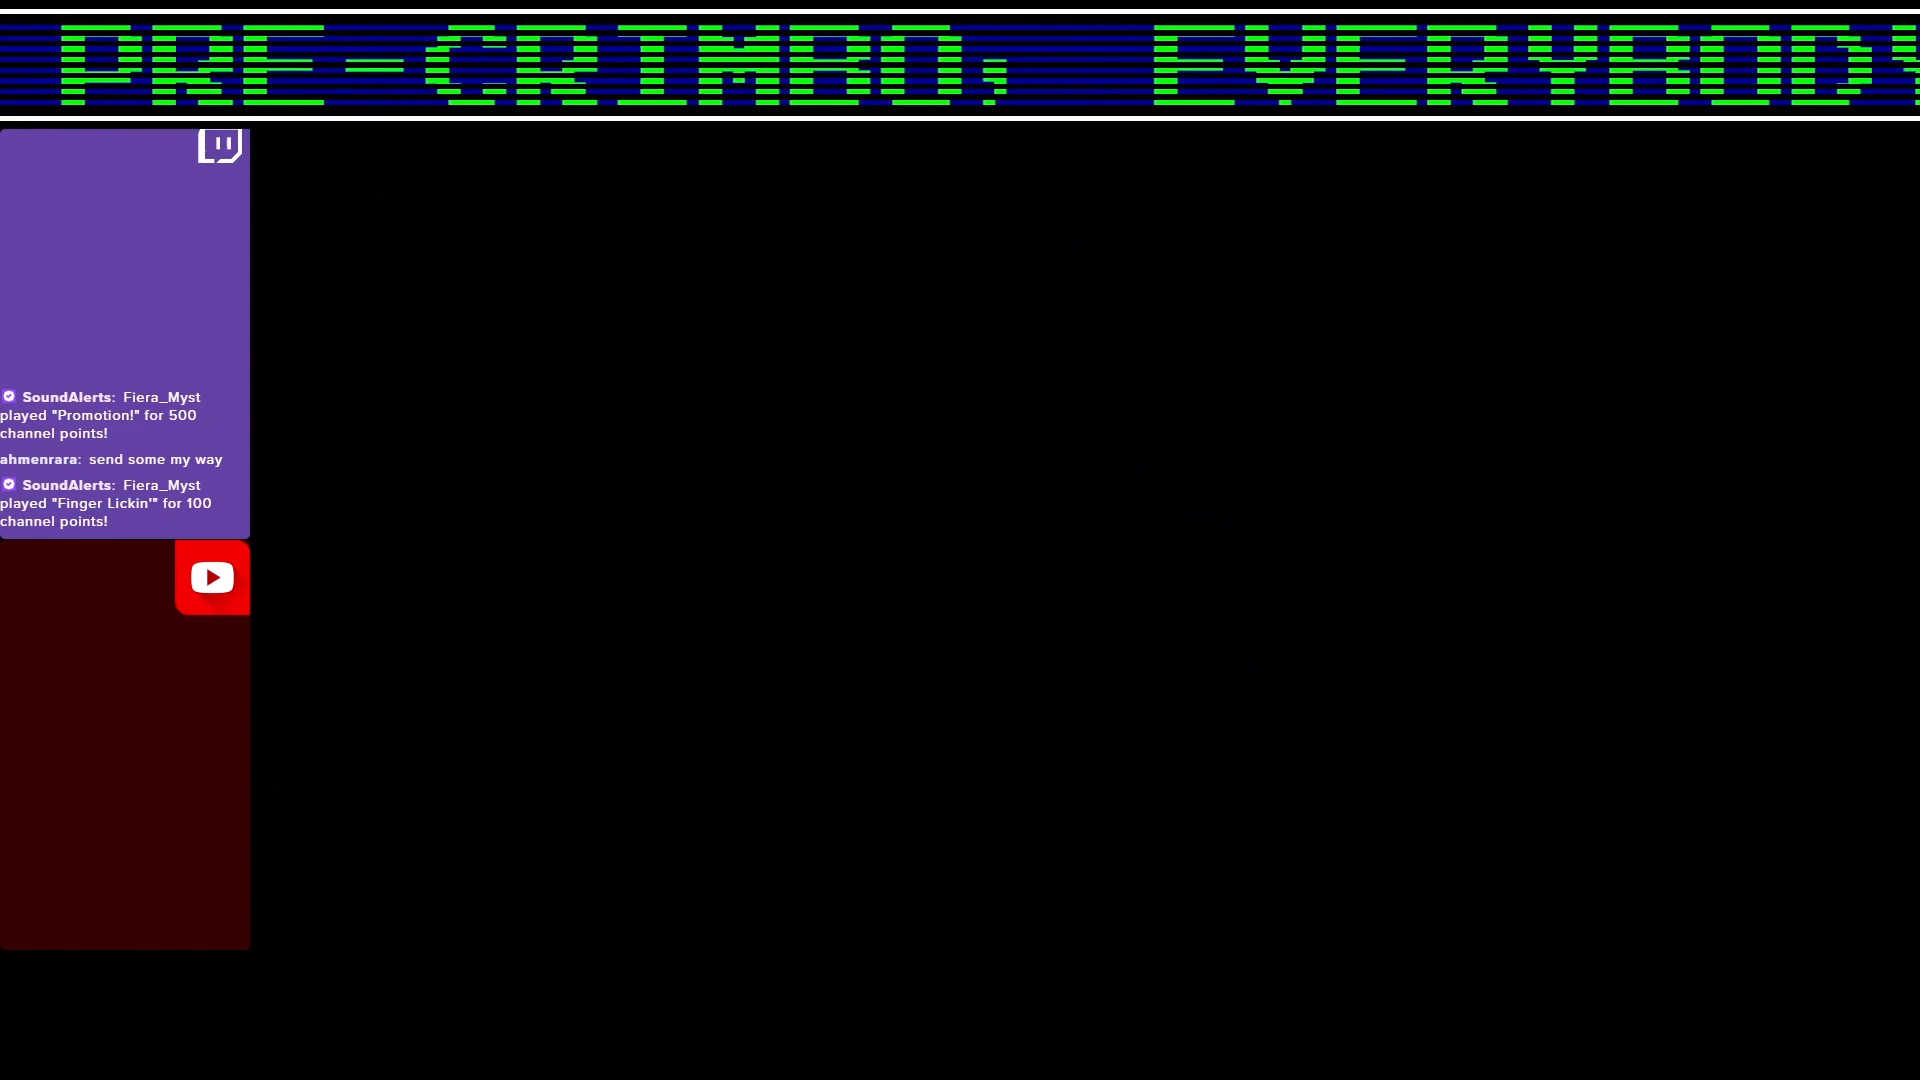 PRE-CRIMBO, EVERYBODY
SoundAlerts: Fiera_Myst
played "Promotion!" for 500
channel points!
ahmenrara: send some my way
SoundAlerts: Fiera_Myst
played "Finger Lickin'" for 100
channel points!